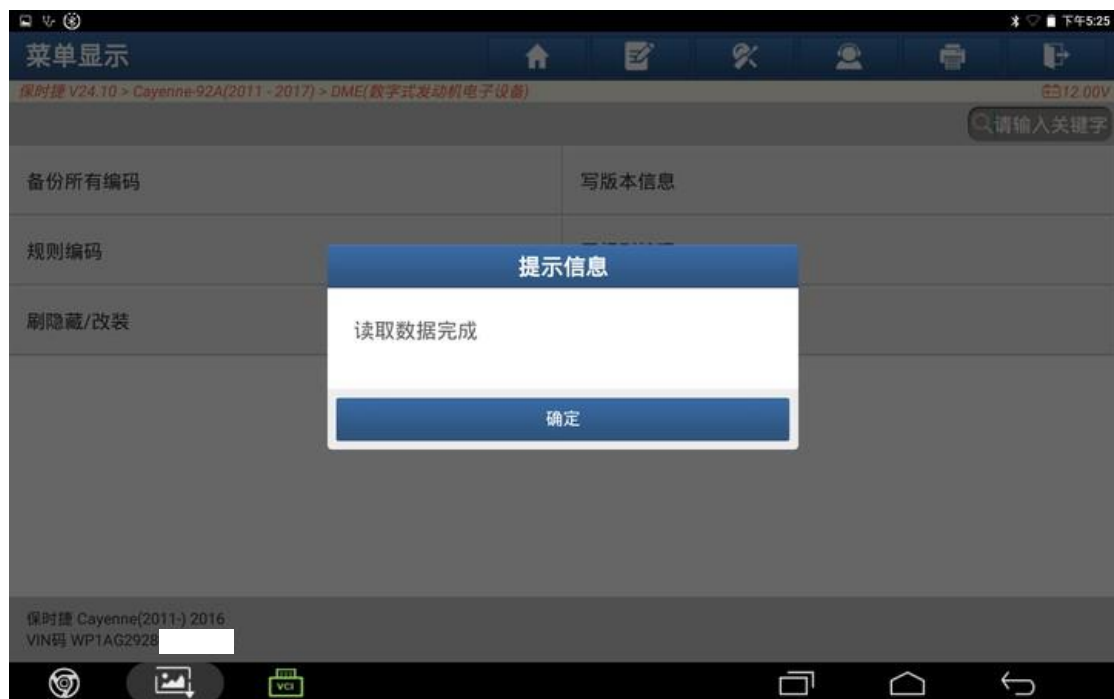 下午5:25
菜单显示
保时捷 V24.10 > Cayenne-92A(2011 - 2017) > DME(数字式发动机电子设备)
12.00V
请输入关键字
备份所有编码
写版本信息
规则编码
提示信息
刷隐藏/改装
读取数据完成
确定
保时捷 Cayenne(2011-) 2016
VIN码 WP1AG2928
VCI